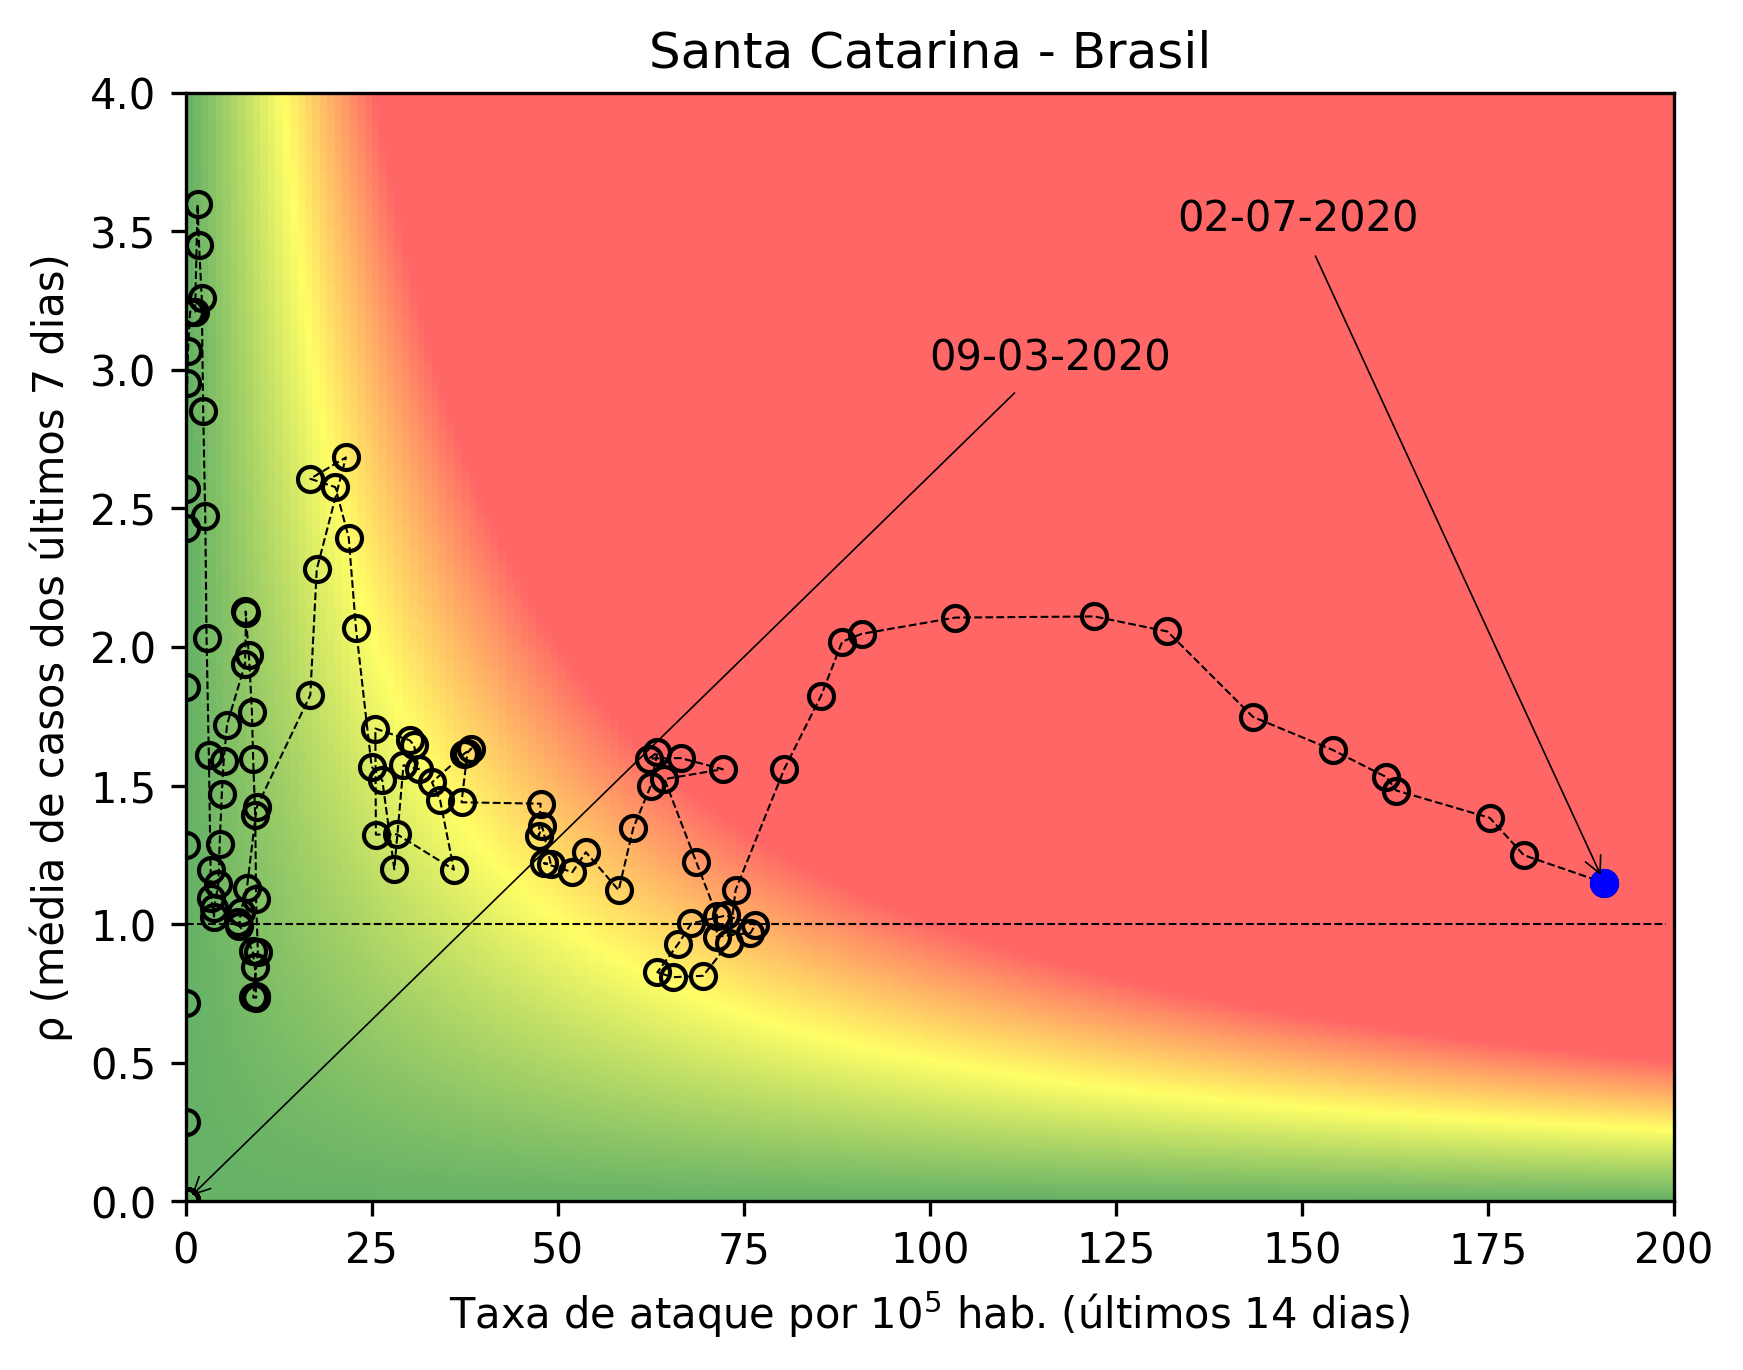 Santa Catarina - Brasil
ρ (média de casos dos últimos 7 dias)
4.0
3.5
3.0
2.5
2.0
1.5
1.0
0.5
0.0
02-07-2020
09-03-2020
0 25 50 75 100 125 150 175 200
Taxa de ataque por 10⁵ hab. (últimos 14 dias)